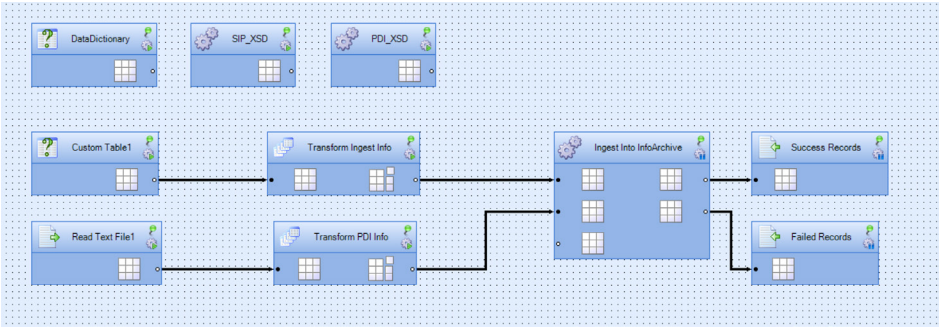 DataDictionary
SIP_XSD
PDI_XSD
Custom Table1
Transform Ingest Info
Ingest Into InfoArchive
Success Records
Read Text File1
Transform PDI Info
Failed Records